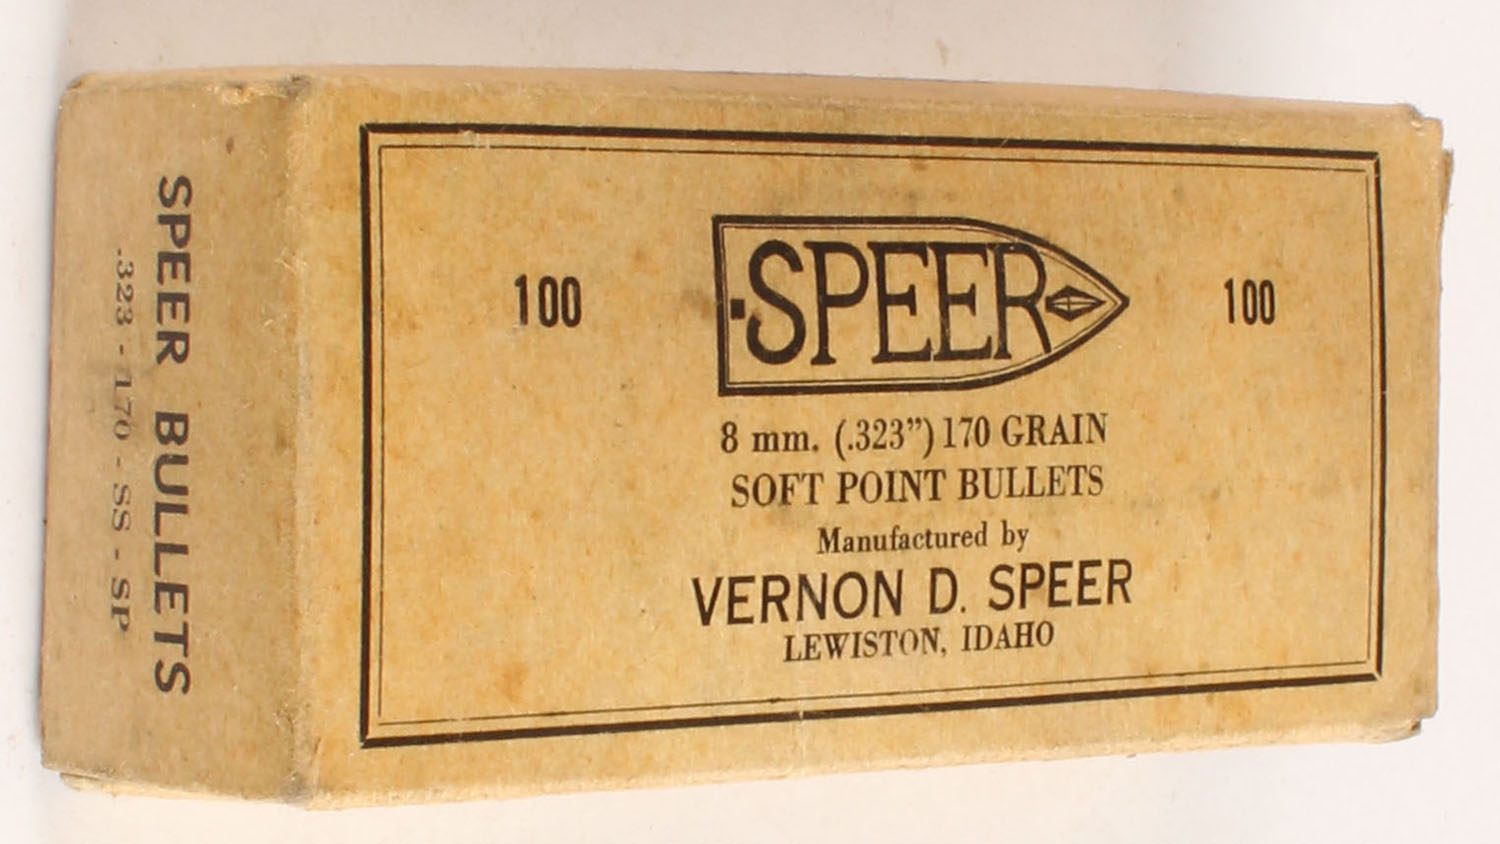 SPEER BULLETS
.323 - 170 - SS - SP
100
SPEER
100
8 mm. (.323”) 170 GRAIN
SOFT POINT BULLETS
Manufactured by
VERNON D. SPEER
LEWISTON, IDAHO